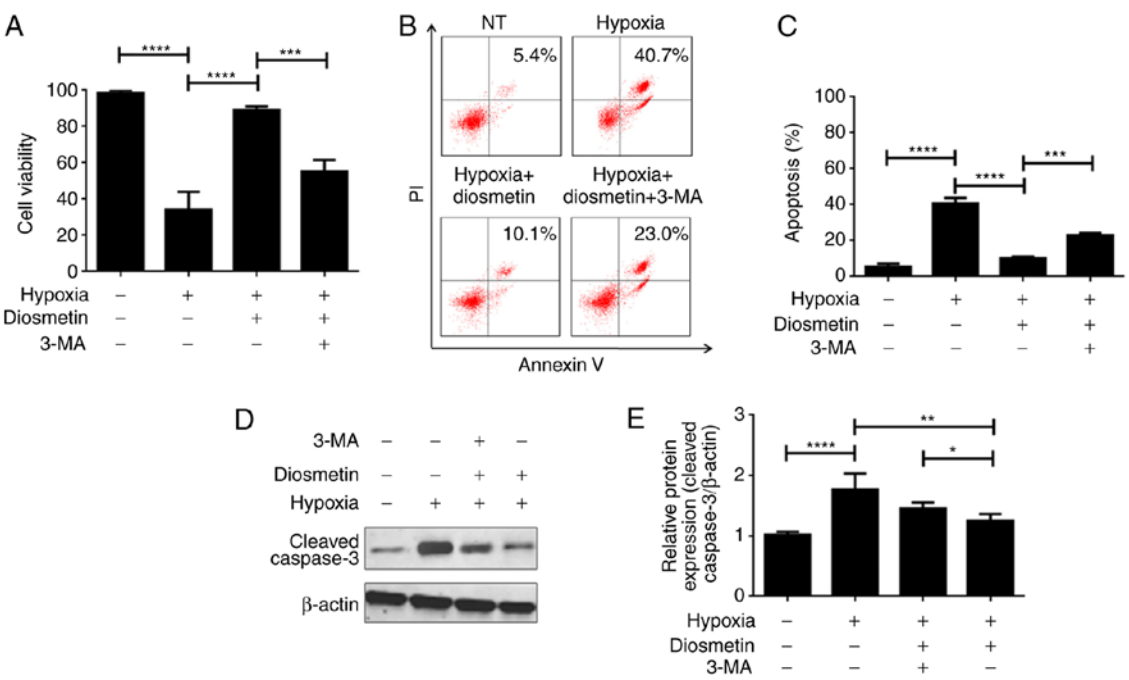 A
****
****
***
Cell viability
100
80
60
40
20
0
Hypoxia − + + +
Diosmetin − − + +
3-MA − − − +
B
NT
Hypoxia
5.4%
40.7%
Hypoxia+
diosmetin
Hypoxia+
diosmetin+3-MA
10.1%
23.0%
PI
Annexin V
C
****
****
***
Apoptosis (%)
100
80
60
40
20
0
Hypoxia − + + +
Diosmetin − − + +
3-MA − − − +
D
3-MA − − + −
Diosmetin − − + +
Hypoxia − + + +
Cleaved
caspase-3
β-actin
E
****
**
*
Relative protein
expression (cleaved
caspase-3/β-actin)
3
2
1
0
Hypoxia − + + +
Diosmetin − − + +
3-MA − − + −